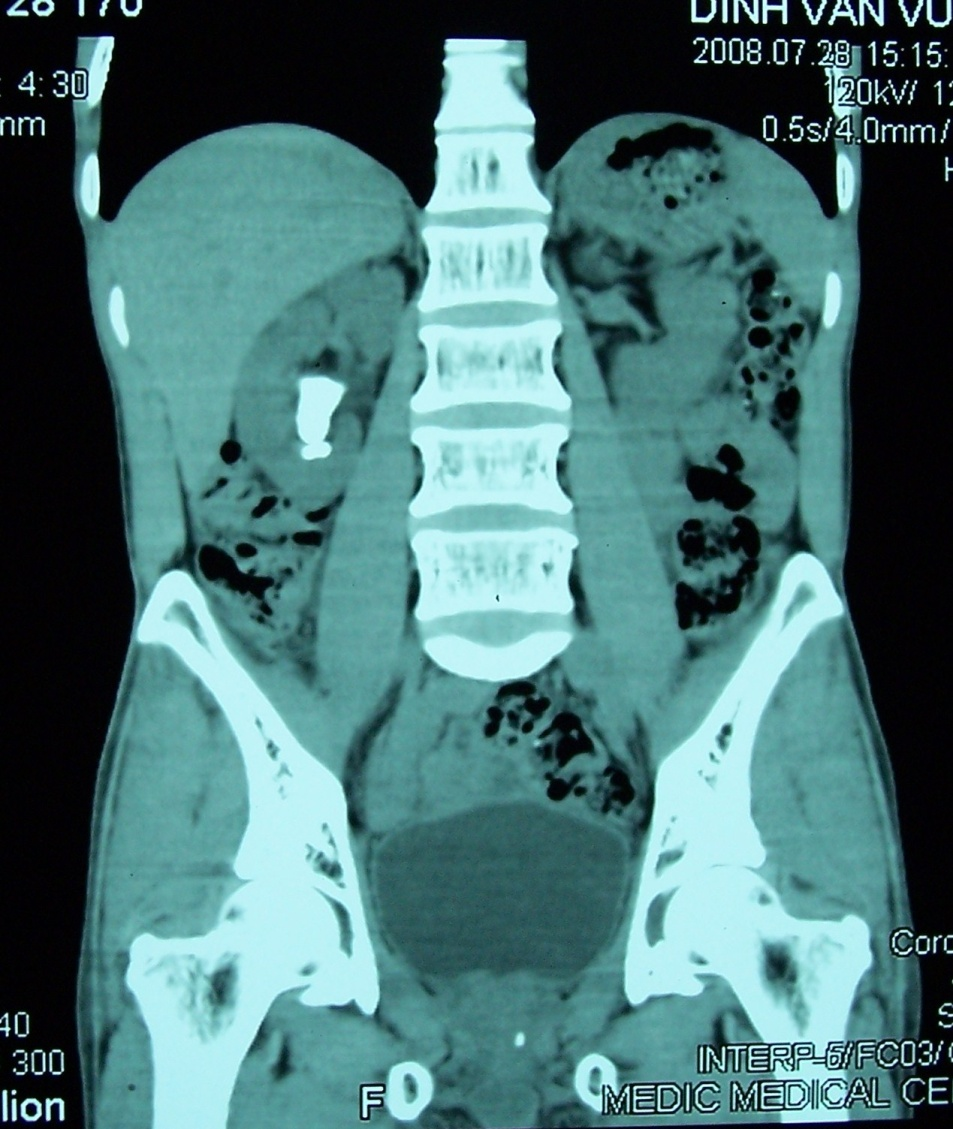 28 170
DINH VAN VU
2008.07.28 15:15:
: 4:30
120kV/ 12
mm
0.5s/4.0mm/
H
Coro
S
40
300
lion
F
INTERP-6/FC03/
MEDIC MEDICAL CE